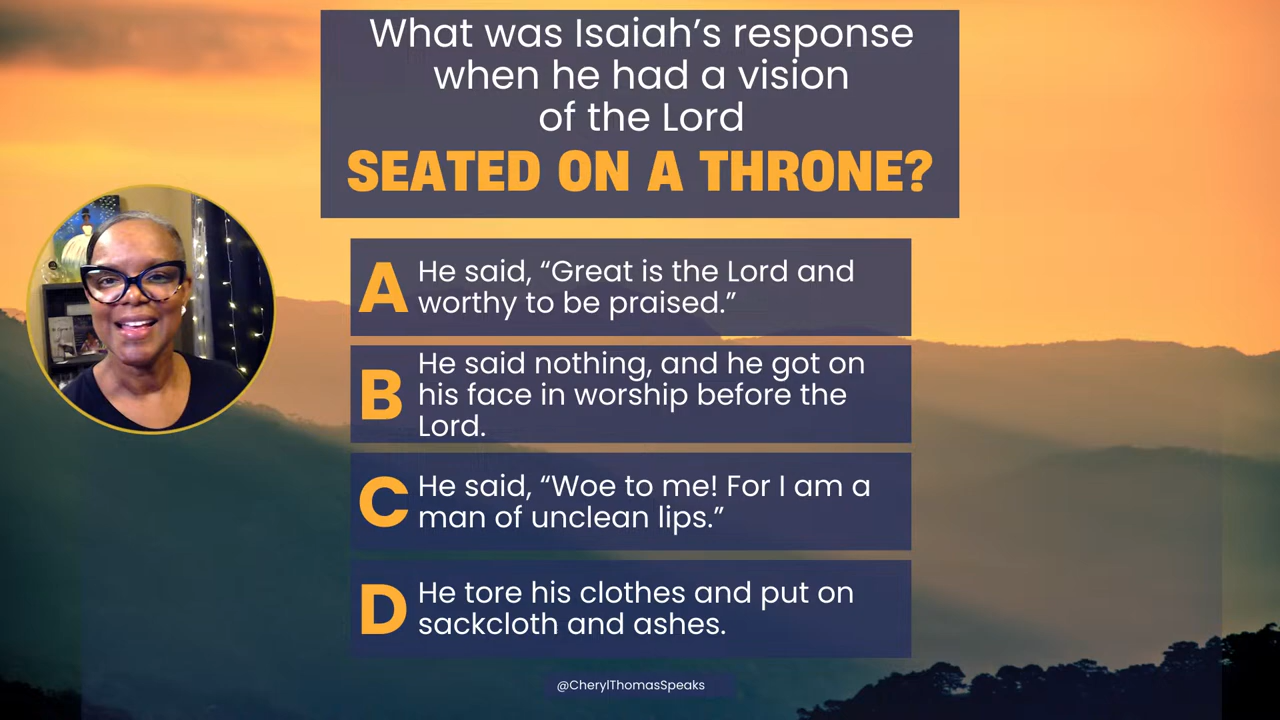 What was Isaiah’s response
when he had a vision
of the Lord
SEATED ON A THRONE?
A
He said, “Great is the Lord and
worthy to be praised.”
B
He said nothing, and he got on
his face in worship before the
Lord.
C
He said, “Woe to me! For I am a
man of unclean lips.”
D
He tore his clothes and put on
sackcloth and ashes.
@CherylThomasSpeaks